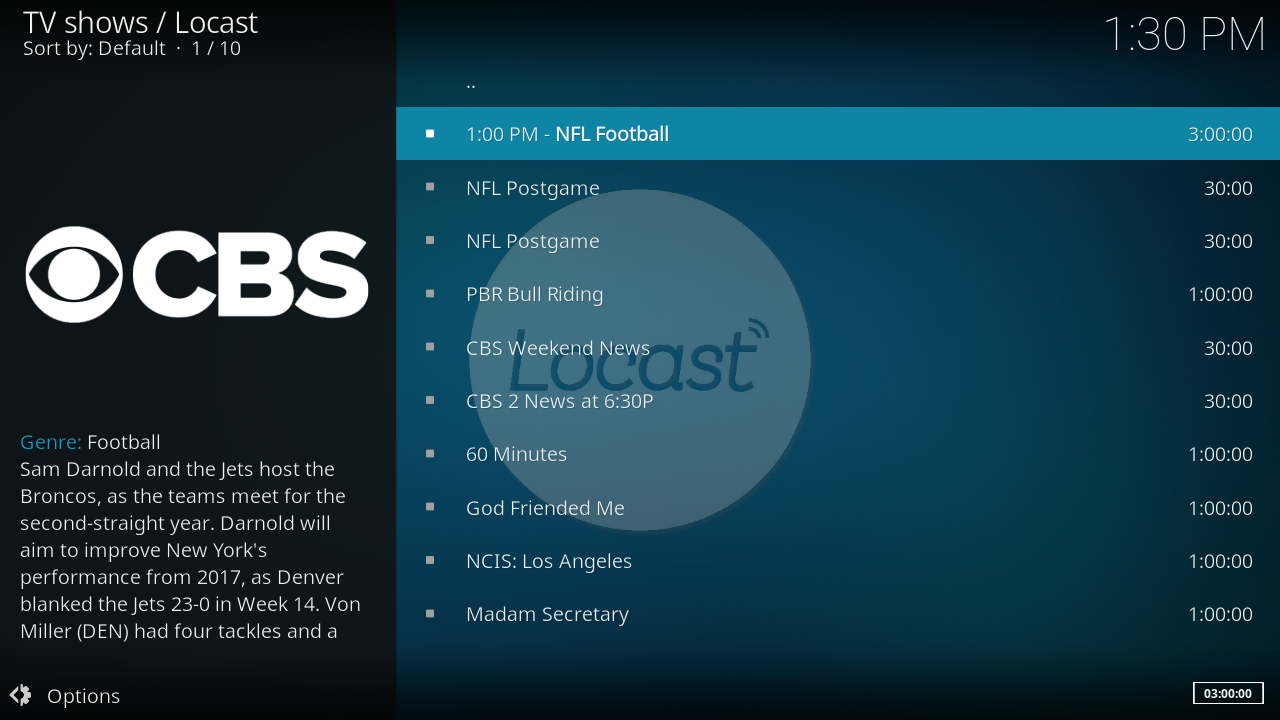 TV shows / Locast
Sort by: Default · 1 / 10
1:30 PM
..
1:00 PM - NFL Football 3:00:00
NFL Postgame 30:00
NFL Postgame 30:00
PBR Bull Riding 1:00:00
CBS Weekend News 30:00
CBS 2 News at 6:30P 30:00
60 Minutes 1:00:00
God Friended Me 1:00:00
NCIS: Los Angeles 1:00:00
Madam Secretary 1:00:00
Locast
CBS
Genre: Football
Sam Darnold and the Jets host the
Broncos, as the teams meet for the
second-straight year. Darnold will
aim to improve New York's
performance from 2017, as Denver
blanked the Jets 23-0 in Week 14. Von
Miller (DEN) had four tackles and a
Options
03:00:00